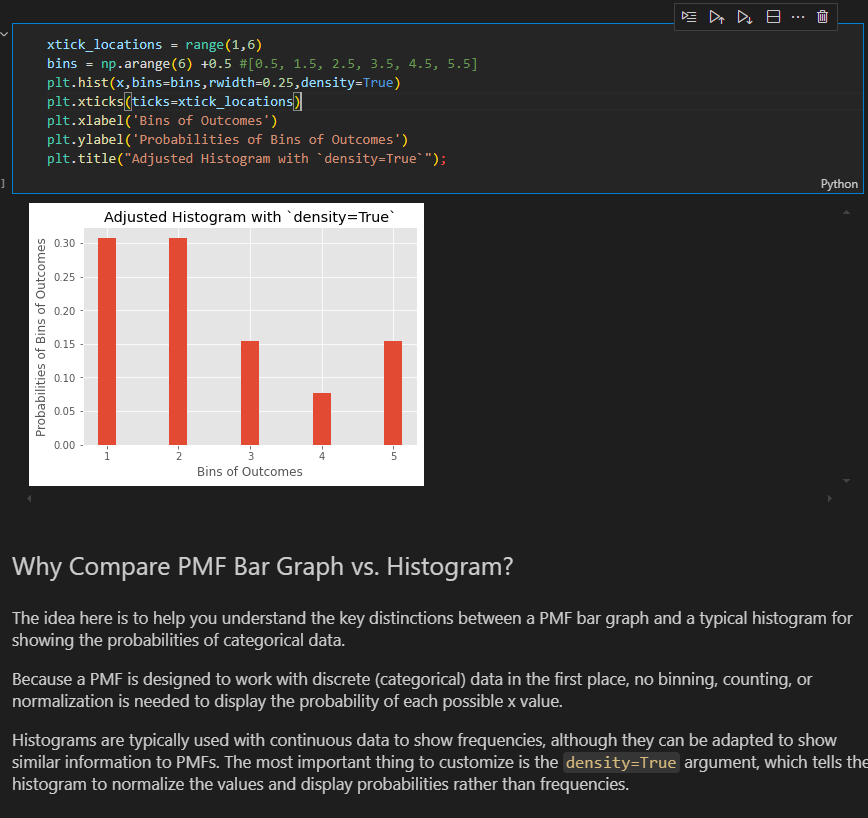 xtick_locations = range(1,6)
bins = np.arange(6) +0.5 #[0.5, 1.5, 2.5, 3.5, 4.5, 5.5]
plt.hist(x,bins=bins,rwidth=0.25,density=True)
plt.xticks(ticks=xtick_locations)
plt.xlabel('Bins of Outcomes')
plt.ylabel('Probabilities of Bins of Outcomes')
plt.title("Adjusted Histogram with `density=True`");
]
Python
Adjusted Histogram with `density=True`
Probabilities of Bins of Outcomes
0.30
0.25
0.20
0.15
0.10
0.05
0.00
1 2 3 4 5
Bins of Outcomes
Why Compare PMF Bar Graph vs. Histogram?
The idea here is to help you understand the key distinctions between a PMF bar graph and a typical histogram for
showing the probabilities of categorical data.
Because a PMF is designed to work with discrete (categorical) data in the first place, no binning, counting, or
normalization is needed to display the probability of each possible x value.
Histograms are typically used with continuous data to show frequencies, although they can be adapted to show
similar information to PMFs. The most important thing to customize is the density=True argument, which tells the
histogram to normalize the values and display probabilities rather than frequencies.